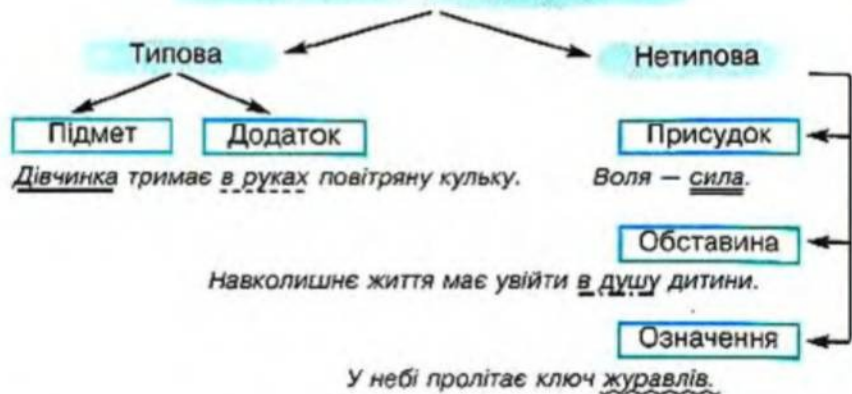 Типова
Нетипова
Підмет
Додаток
Присудок
Дівчинка тримає в руках повітряну кульку.
Воля — сила.
Обставина
Навколишнє життя має увійти в душу дитини.
Означення
У небі пролітає ключ журавлів.